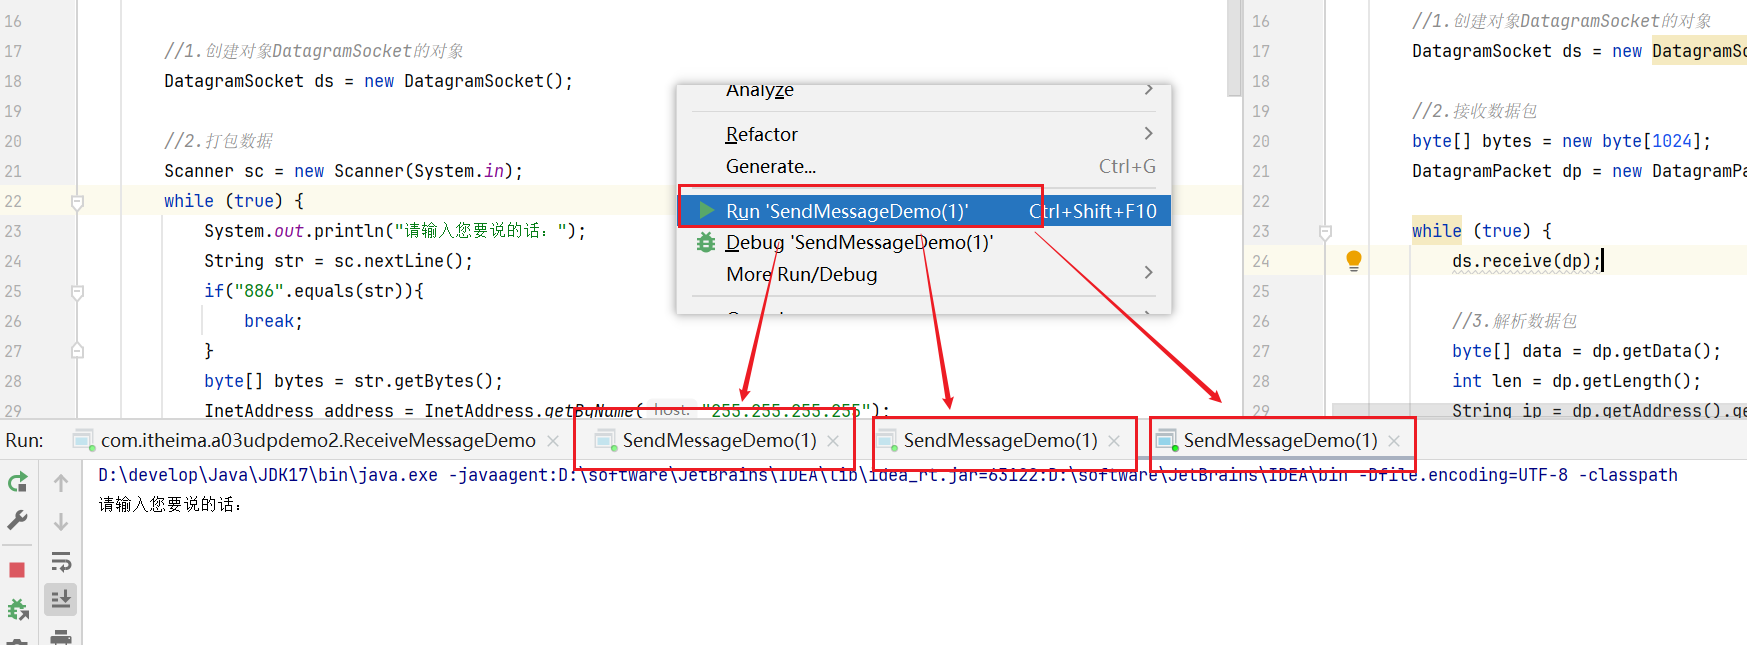 16
17 //1.创建对象DatagramSocket的对象
18 DatagramSocket ds = new DatagramSocket();
19
20 //2.打包数据
21 Scanner sc = new Scanner(System.in);
22 while (true) {
23 System.out.println("请输入您要说的话：");
24 String str = sc.nextLine();
25 if("886".equals(str)){
26 break;
27 }
28 byte[] bytes = str.getBytes();
29 InetAddress address = InetAddress.getByName( host: "255.255.255.255");
Analyze
Refactor
Generate... Ctrl+G
Run 'SendMessageDemo(1)' Ctrl+Shift+F10
Debug 'SendMessageDemo(1)'
More Run/Debug
16 //1.创建对象DatagramSocket的对象
17 DatagramSocket ds = new DatagramSo
18
19 //2.接收数据包
20 byte[] bytes = new byte[1024];
21 DatagramPacket dp = new DatagramPa
22
23 while (true) {
24 ds.receive(dp);
25
26 //3.解析数据包
27 byte[] data = dp.getData();
28 int len = dp.getLength();
29 String ip = dp.getAddress().ge
Run: com.itheima.a03udpdemo2.ReceiveMessageDemo SendMessageDemo(1) SendMessageDemo(1) SendMessageDemo(1)
D:\develop\Java\JDK17\bin\java.exe -javaagent:D:\software\JetBrains\IDEA\lib\idea_rt.jar=63122:D:\software\JetBrains\IDEA\bin -Dfile.encoding=UTF-8 -classpath
请输入您要说的话：